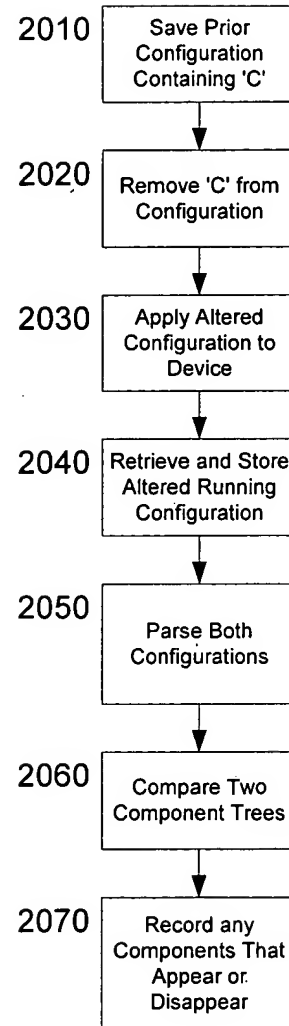 2010
Save Prior
Configuration
Containing 'C'
2020
Remove 'C' from
Configuration
2030
Apply Altered
Configuration to
Device
2040
Retrieve and Store
Altered Running
Configuration
2050
Parse Both
Configurations
2060
Compare Two
Component Trees
2070
Record any
Components That
Appear or
Disappear